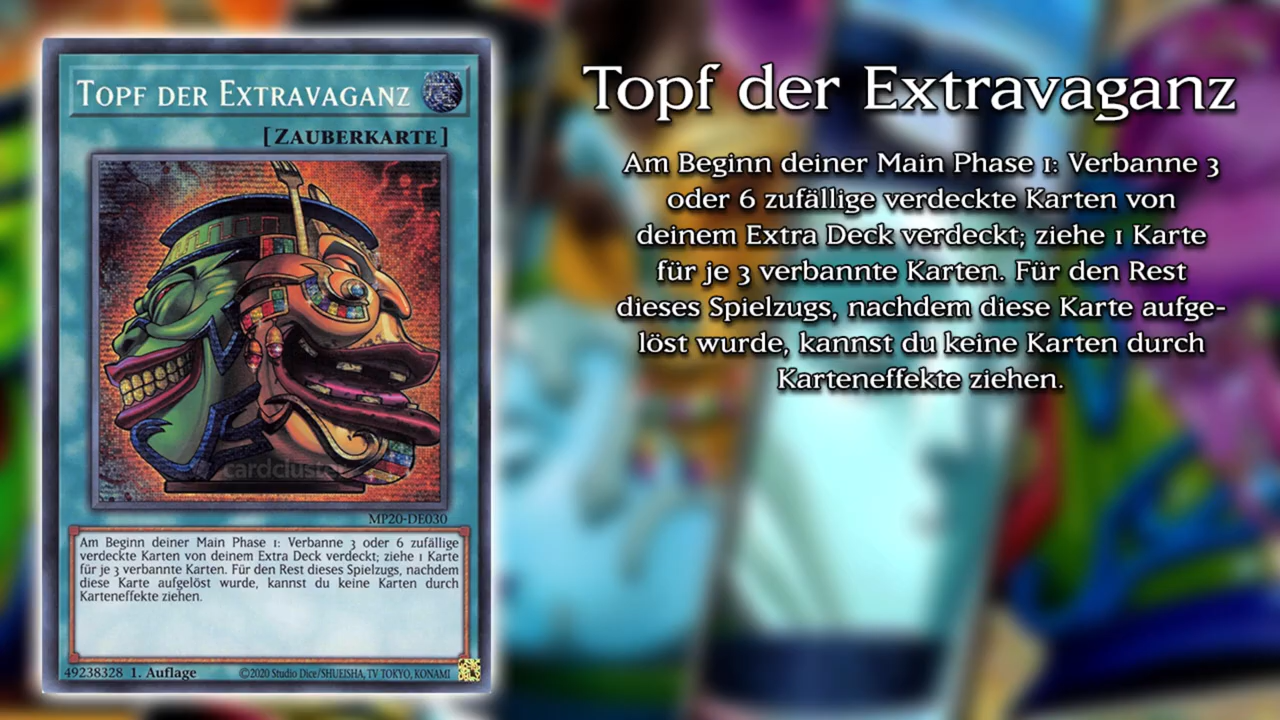 TOPF DER EXTRAVAGANZ
[ZAUBERKARTE]
cardcluster
MP20-DE030
Am Beginn deiner Main Phase 1: Verbanne 3 oder 6 zufällige
verdeckte Karten von deinem Extra Deck verdeckt; ziehe 1 Karte
für je 3 verbannte Karten. Für den Rest dieses Spielzugs, nachdem
diese Karte aufgelöst wurde, kannst du keine Karten durch
Karteneffekte ziehen.
49238328 1. Auflage ©2020 Studio Dice/SHUEISHA, TV TOKYO, KONAMI
Topf der Extravaganz
Am Beginn deiner Main Phase 1: Verbanne 3
oder 6 zufällige verdeckte Karten von
deinem Extra Deck verdeckt; ziehe 1 Karte
für je 3 verbannte Karten. Für den Rest
dieses Spielzugs, nachdem diese Karte aufge-
löst wurde, kannst du keine Karten durch
Karteneffekte ziehen.